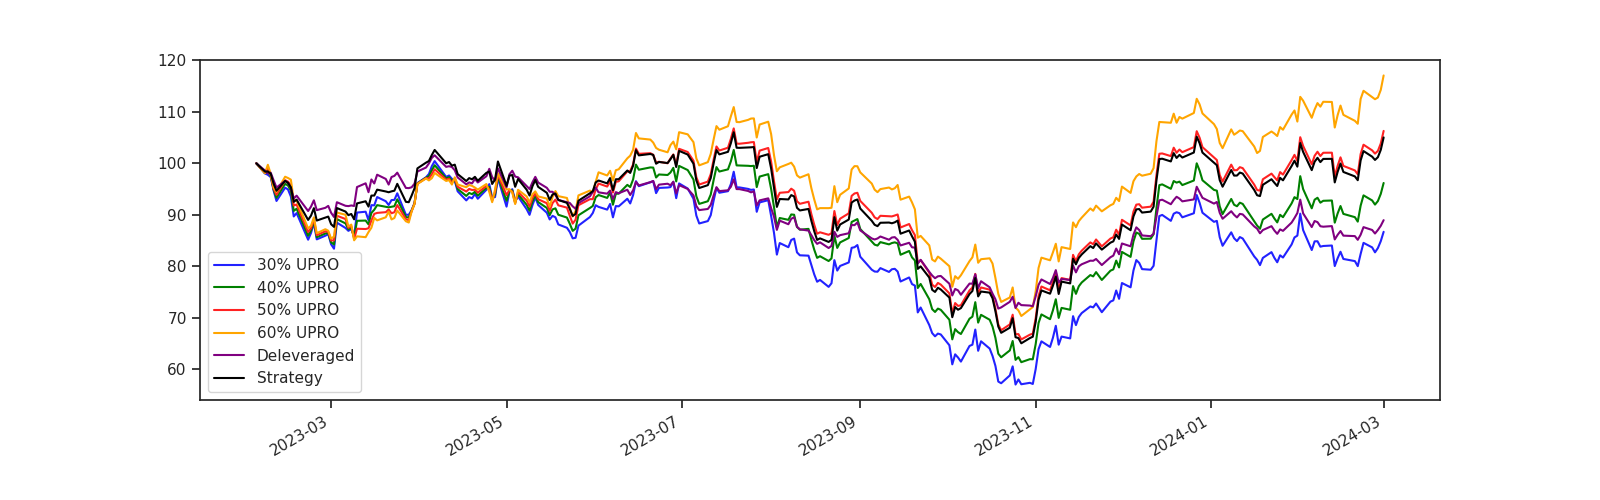 120
110
100
90
80
70
60
30% UPRO
40% UPRO
50% UPRO
60% UPRO
Deleveraged
Strategy
2023-03
2023-05
2023-07
2023-09
2023-11
2024-01
2024-03